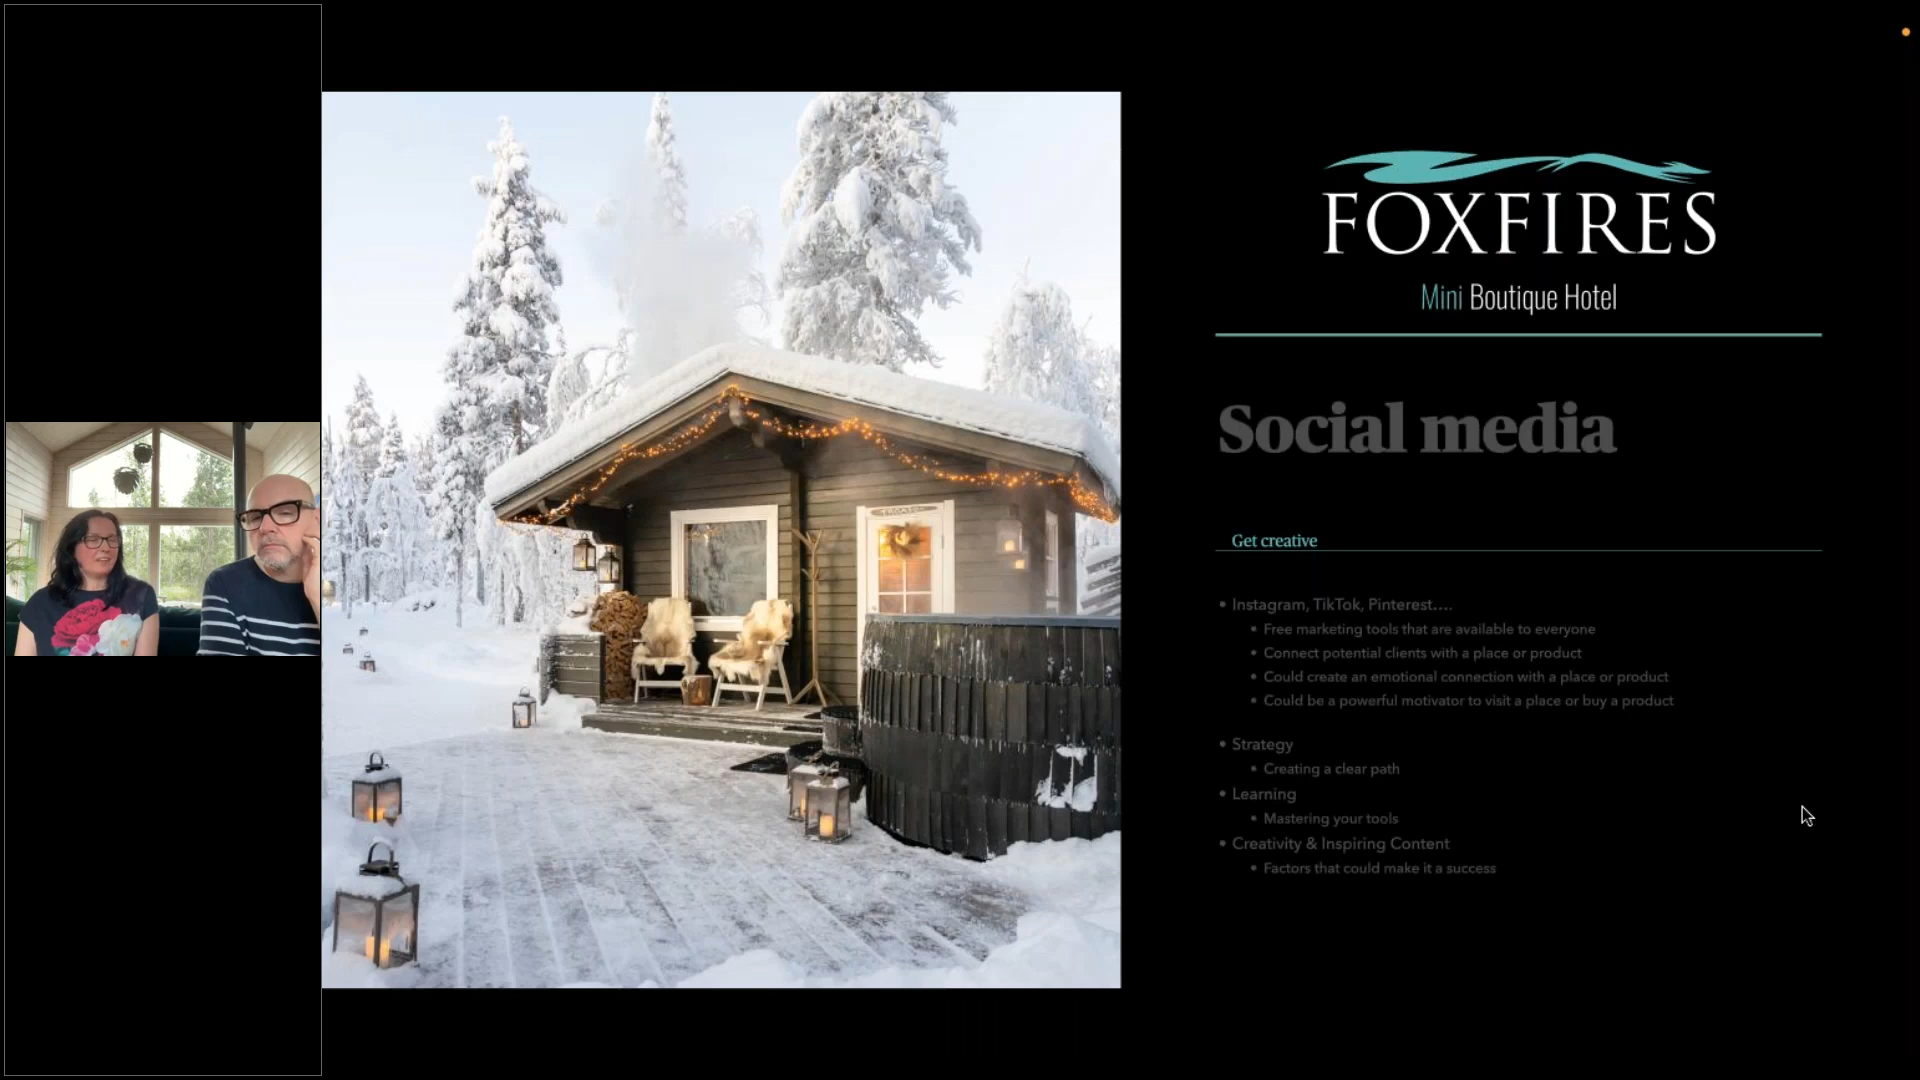 FOXFIRES
Mini Boutique Hotel
Social media
Get creative
• Instagram, TikTok, Pinterest....
• Free marketing tools that are available to everyone
• Connect potential clients with a place or product
• Could create an emotional connection with a place or product
• Could be a powerful motivator to visit a place or buy a product
• Strategy
• Creating a clear path
• Learning
• Mastering your tools
• Creativity & Inspiring Content
• Factors that could make it a success